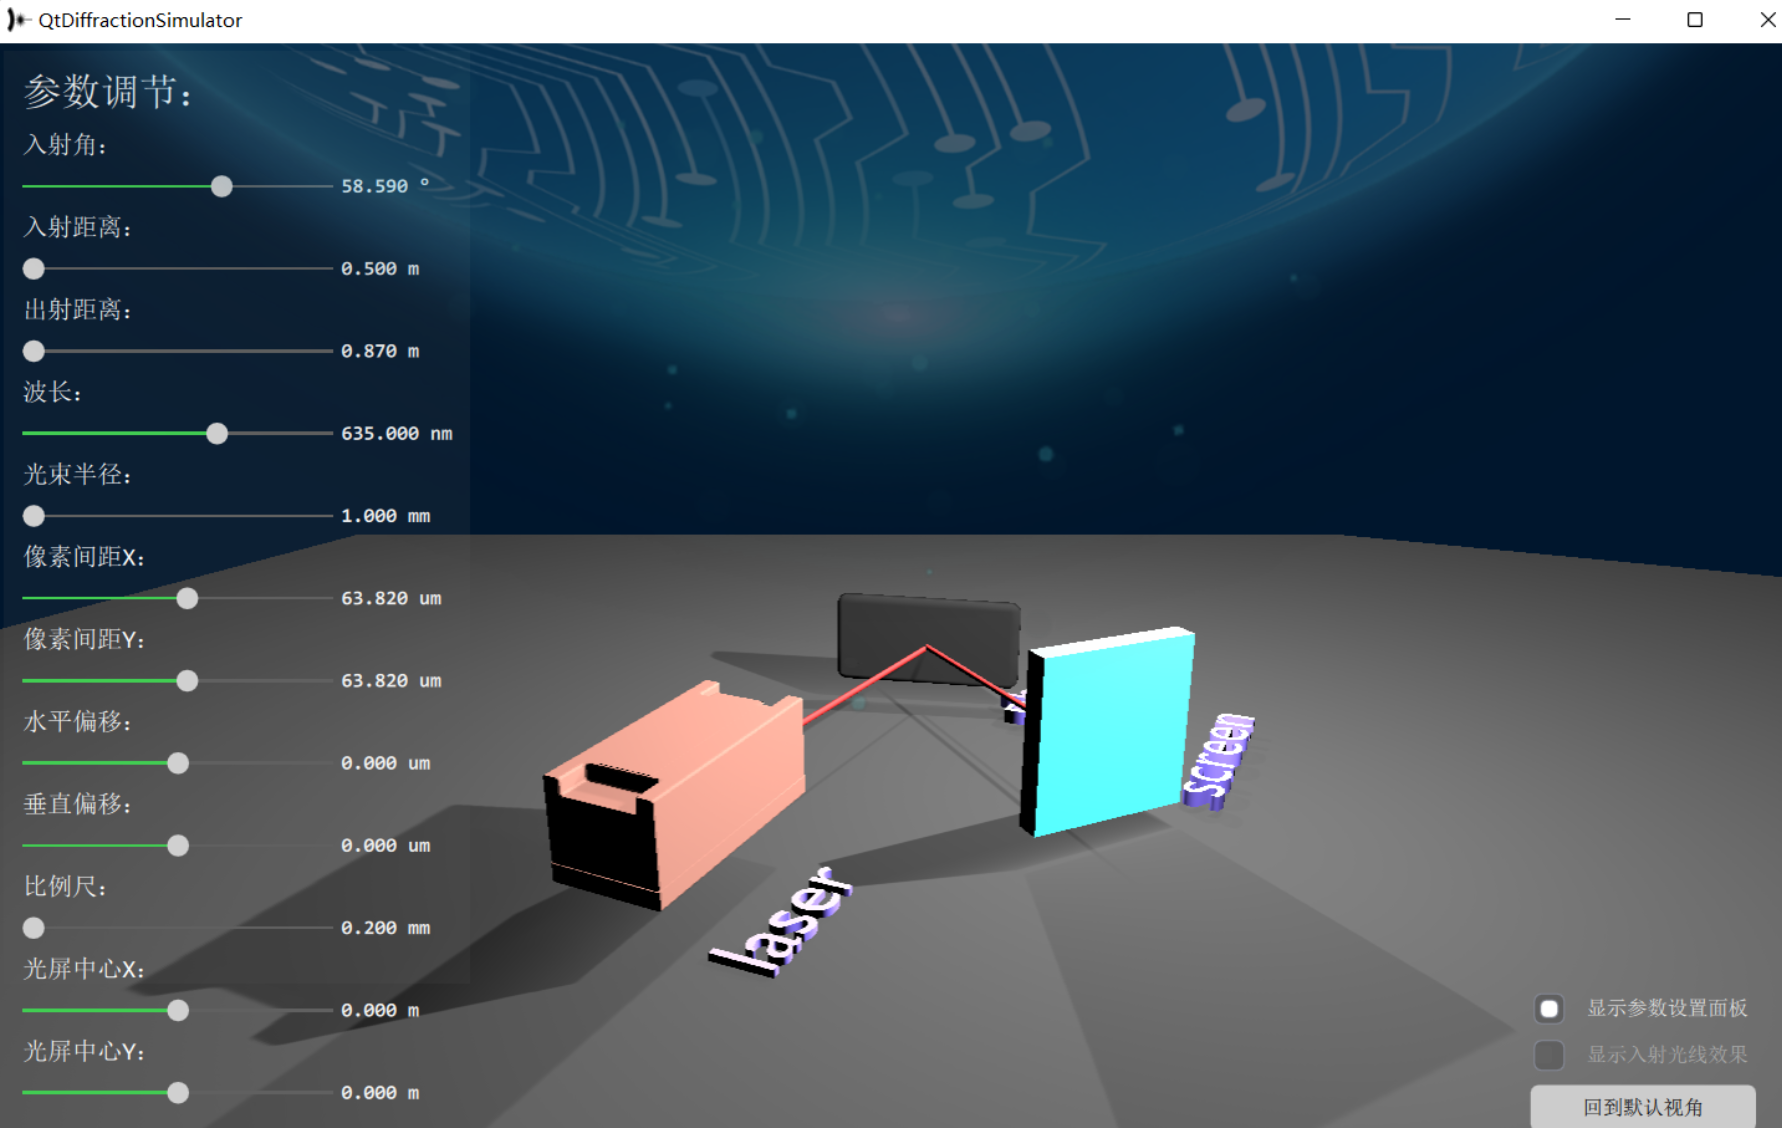 QtDiffractionSimulator
参数调节：
入射角：
58.590 °
入射距离：
0.500 m
出射距离：
0.870 m
波长：
635.000 nm
光束半径：
1.000 mm
像素间距X：
63.820 um
像素间距Y：
63.820 um
水平偏移：
0.000 um
垂直偏移：
0.000 um
比例尺：
0.200 mm
光屏中心X：
0.000 m
光屏中心Y：
0.000 m
screen
laser
显示参数设置面板
显示入射光线效果
回到默认视角